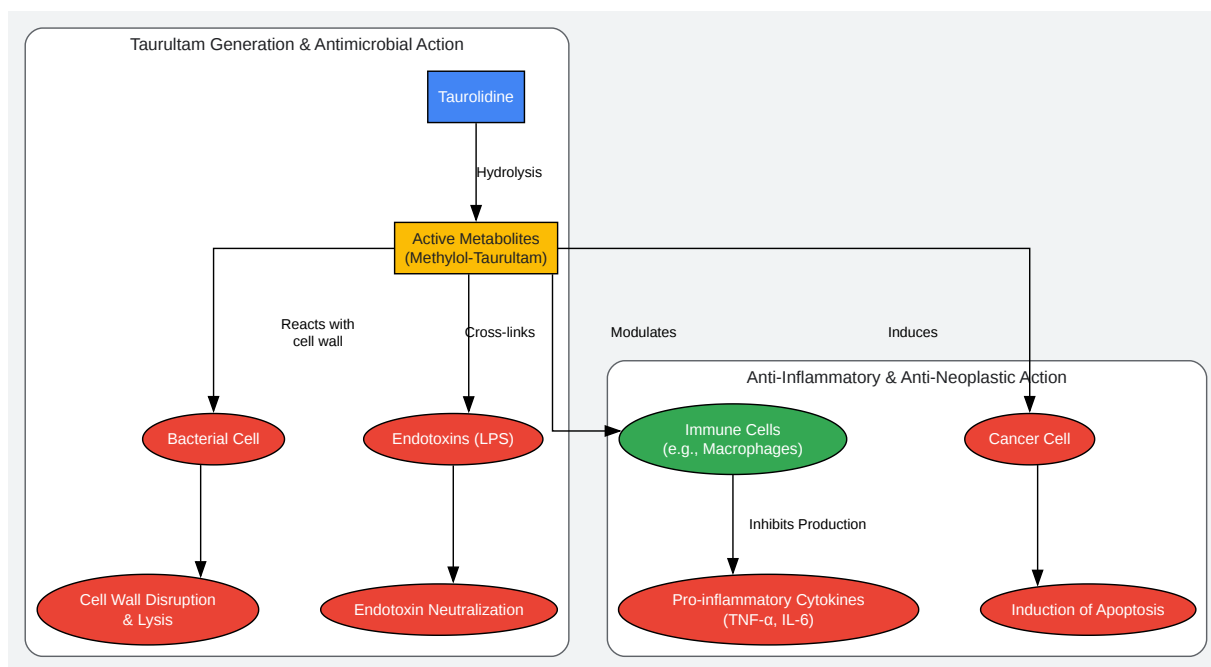 Taurultam Generation & Antimicrobial Action
Taurolidine
Hydrolysis
Active Metabolites
(Methylol-Taurultam)
Reacts with
cell wall
Cross-links
Modulates
Induces
Anti-Inflammatory & Anti-Neoplastic Action
Bacterial Cell
Endotoxins (LPS)
Immune Cells
(e.g., Macrophages)
Cancer Cell
Inhibits Production
Cell Wall Disruption
& Lysis
Endotoxin Neutralization
Pro-inflammatory Cytokines
(TNF-α, IL-6)
Induction of Apoptosis